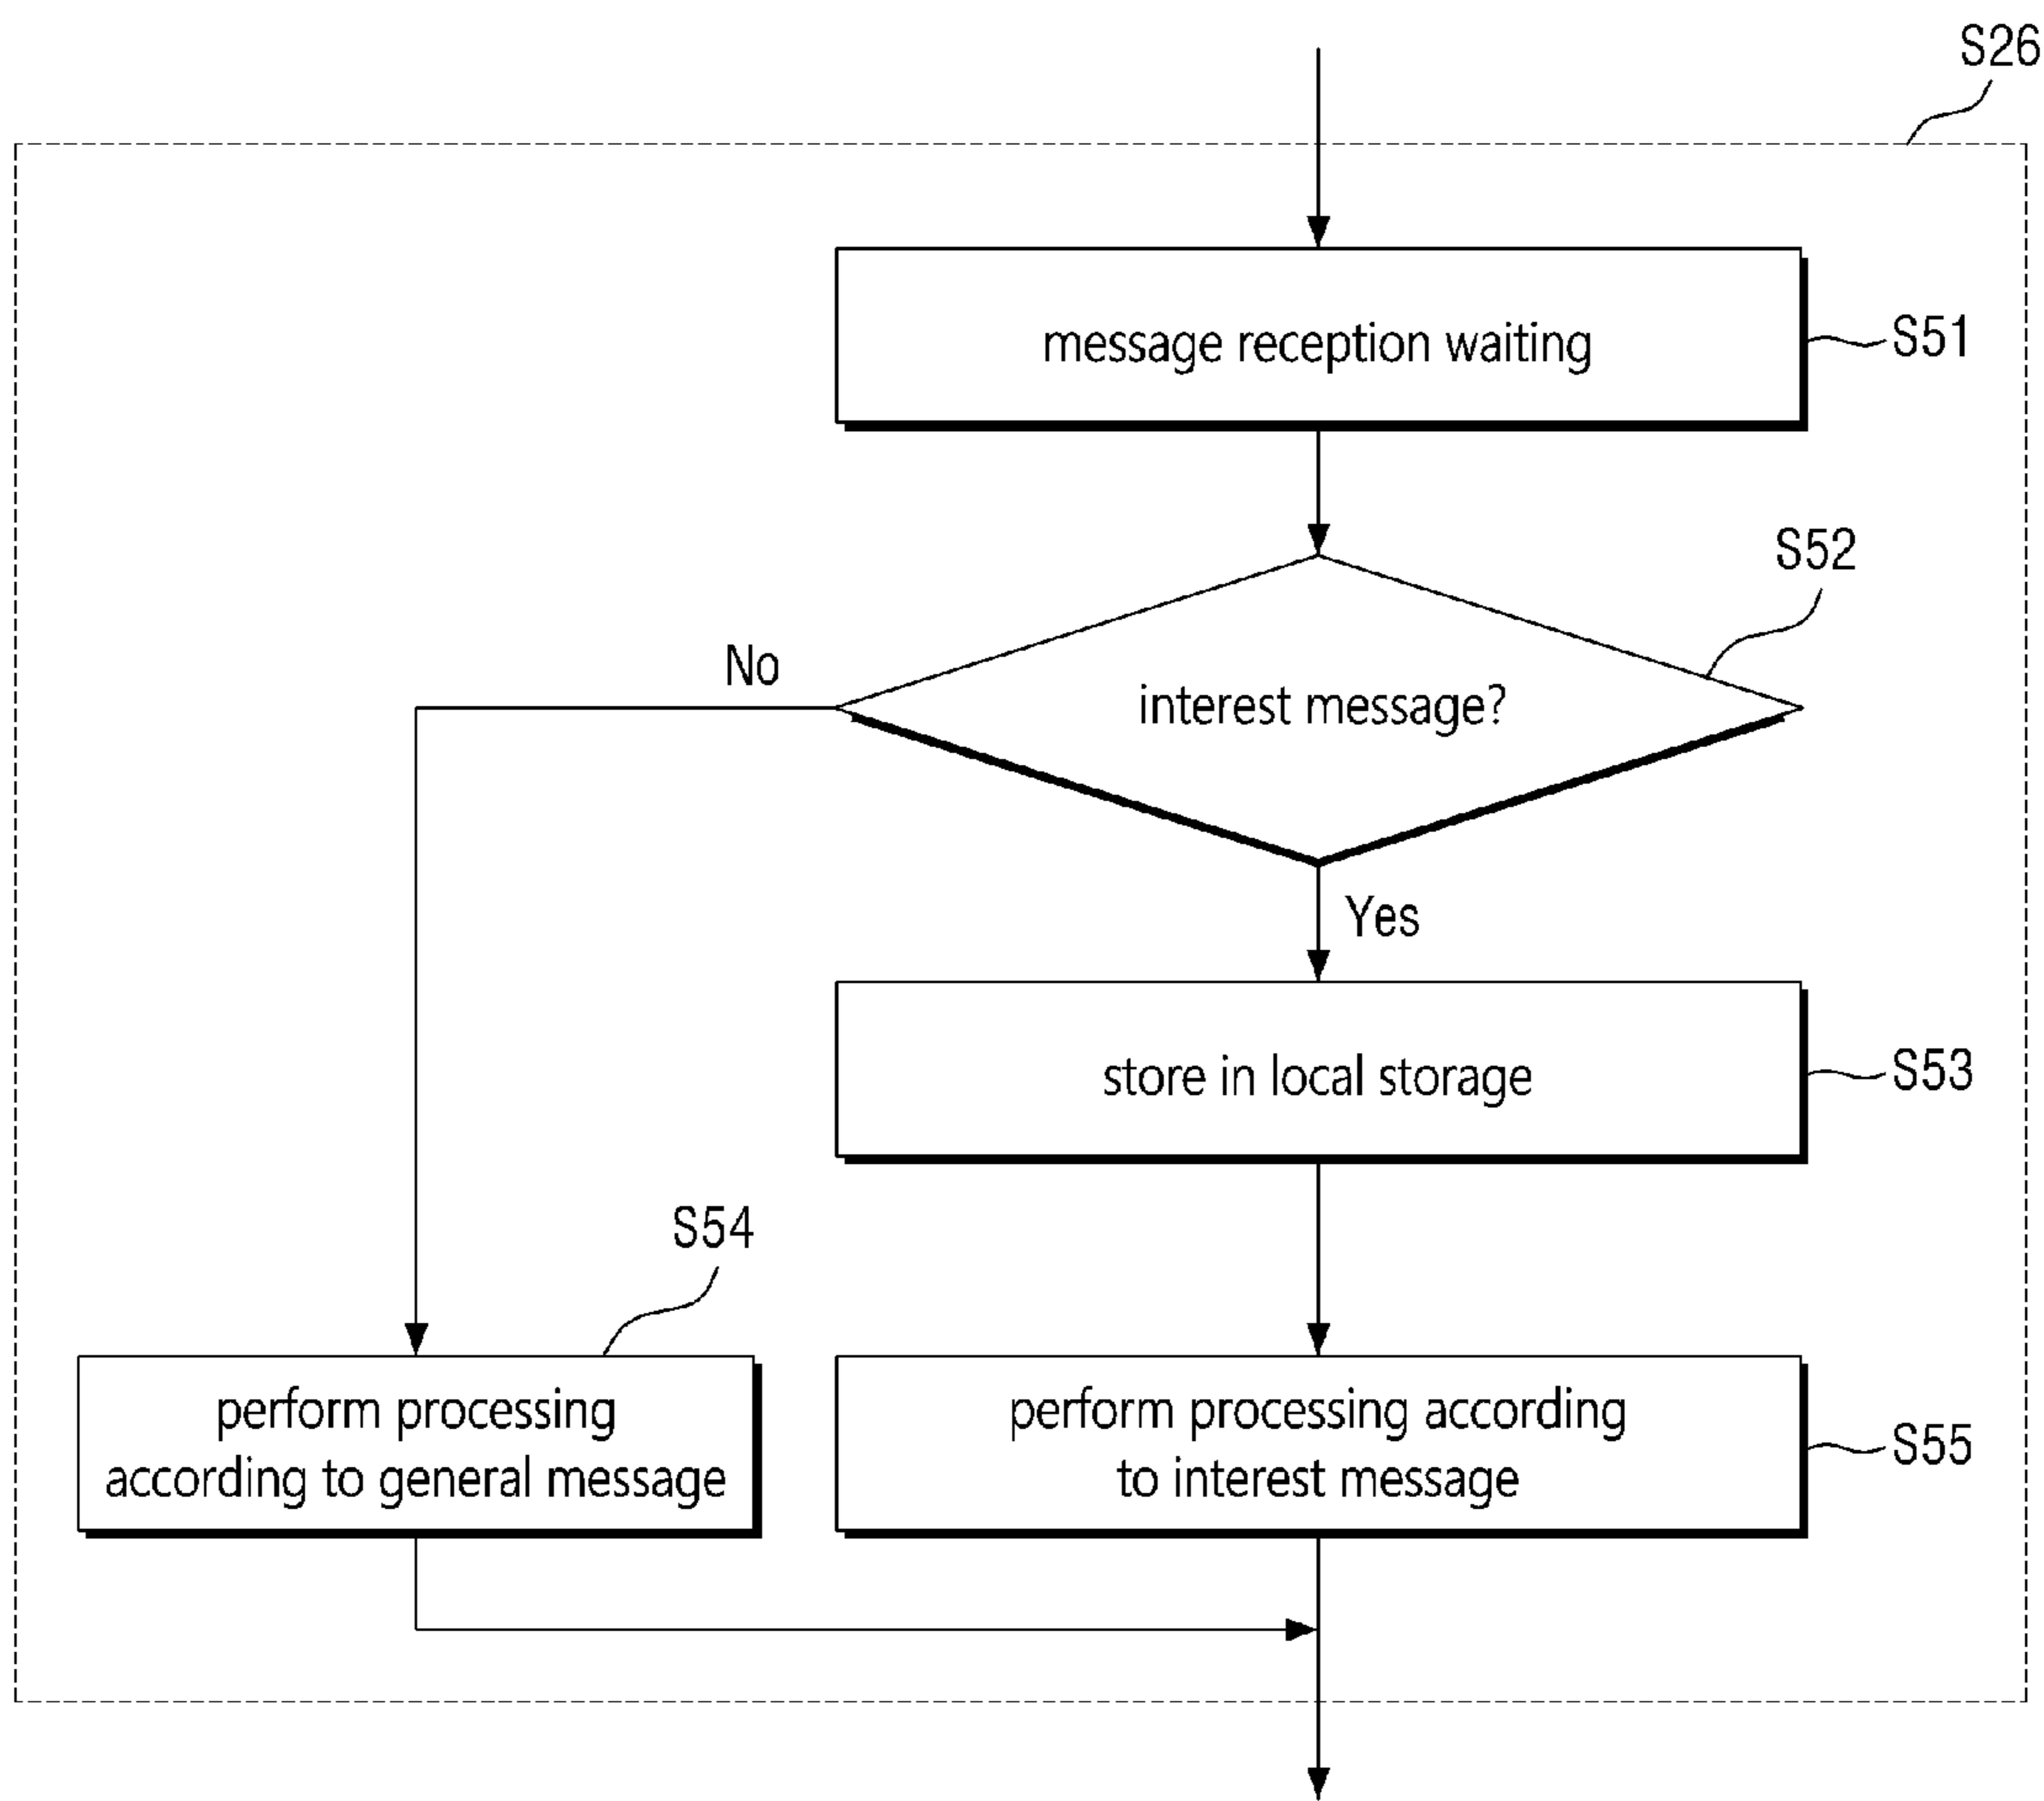 S26
message reception waiting
S51
S52
No
interest message?
Yes
store in local storage
S53
S54
perform processing
according to general message
perform processing according
to interest message
S55